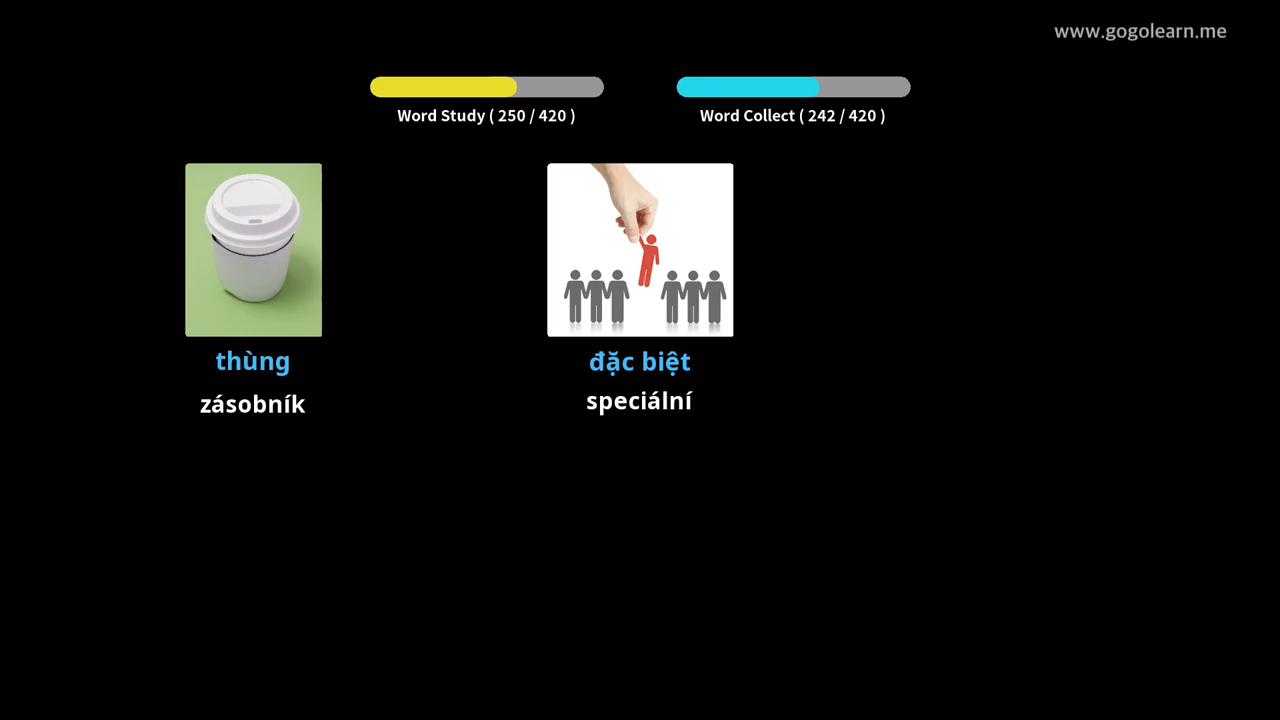 www.gogolearn.me
Word Study ( 250 / 420 )
Word Collect ( 242 / 420 )
thùng
zásobník
đặc biệt
speciální